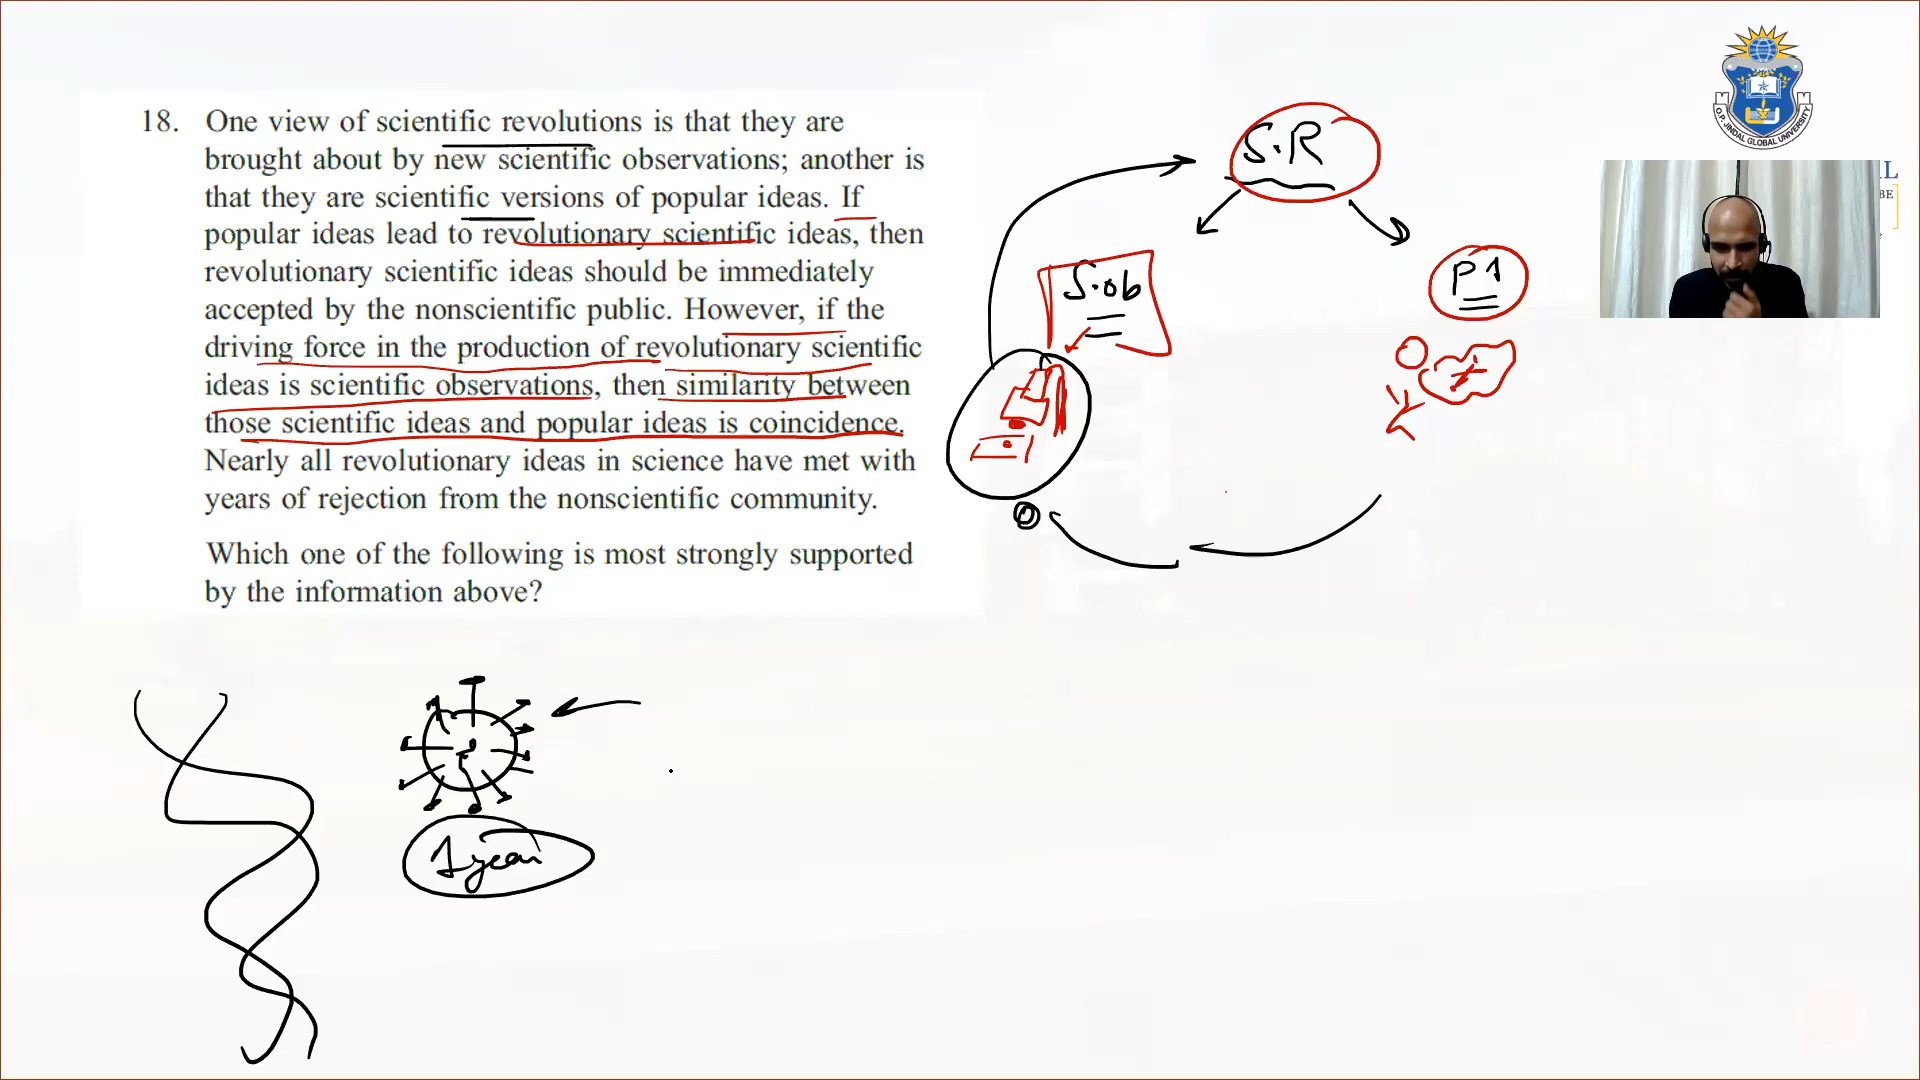 18. One view of scientific revolutions is that they are
brought about by new scientific observations; another is
that they are scientific versions of popular ideas. If
popular ideas lead to revolutionary scientific ideas, then
revolutionary scientific ideas should be immediately
accepted by the nonscientific public. However, if the
driving force in the production of revolutionary scientific
ideas is scientific observations, then similarity between
those scientific ideas and popular ideas is coincidence.
Nearly all revolutionary ideas in science have met with
years of rejection from the nonscientific community.
Which one of the following is most strongly supported
by the information above?
S.R
S.ob
P1
1 year
O.P. JINDAL GLOBAL UNIVERSITY
L
BE